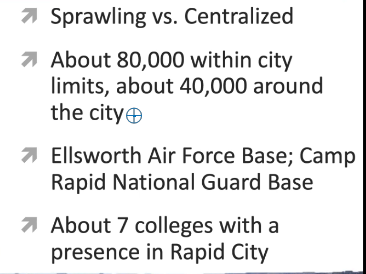 Sprawling vs. Centralized
About 80,000 within city
limits, about 40,000 around
the city
Ellsworth Air Force Base; Camp
Rapid National Guard Base
About 7 colleges with a
presence in Rapid City